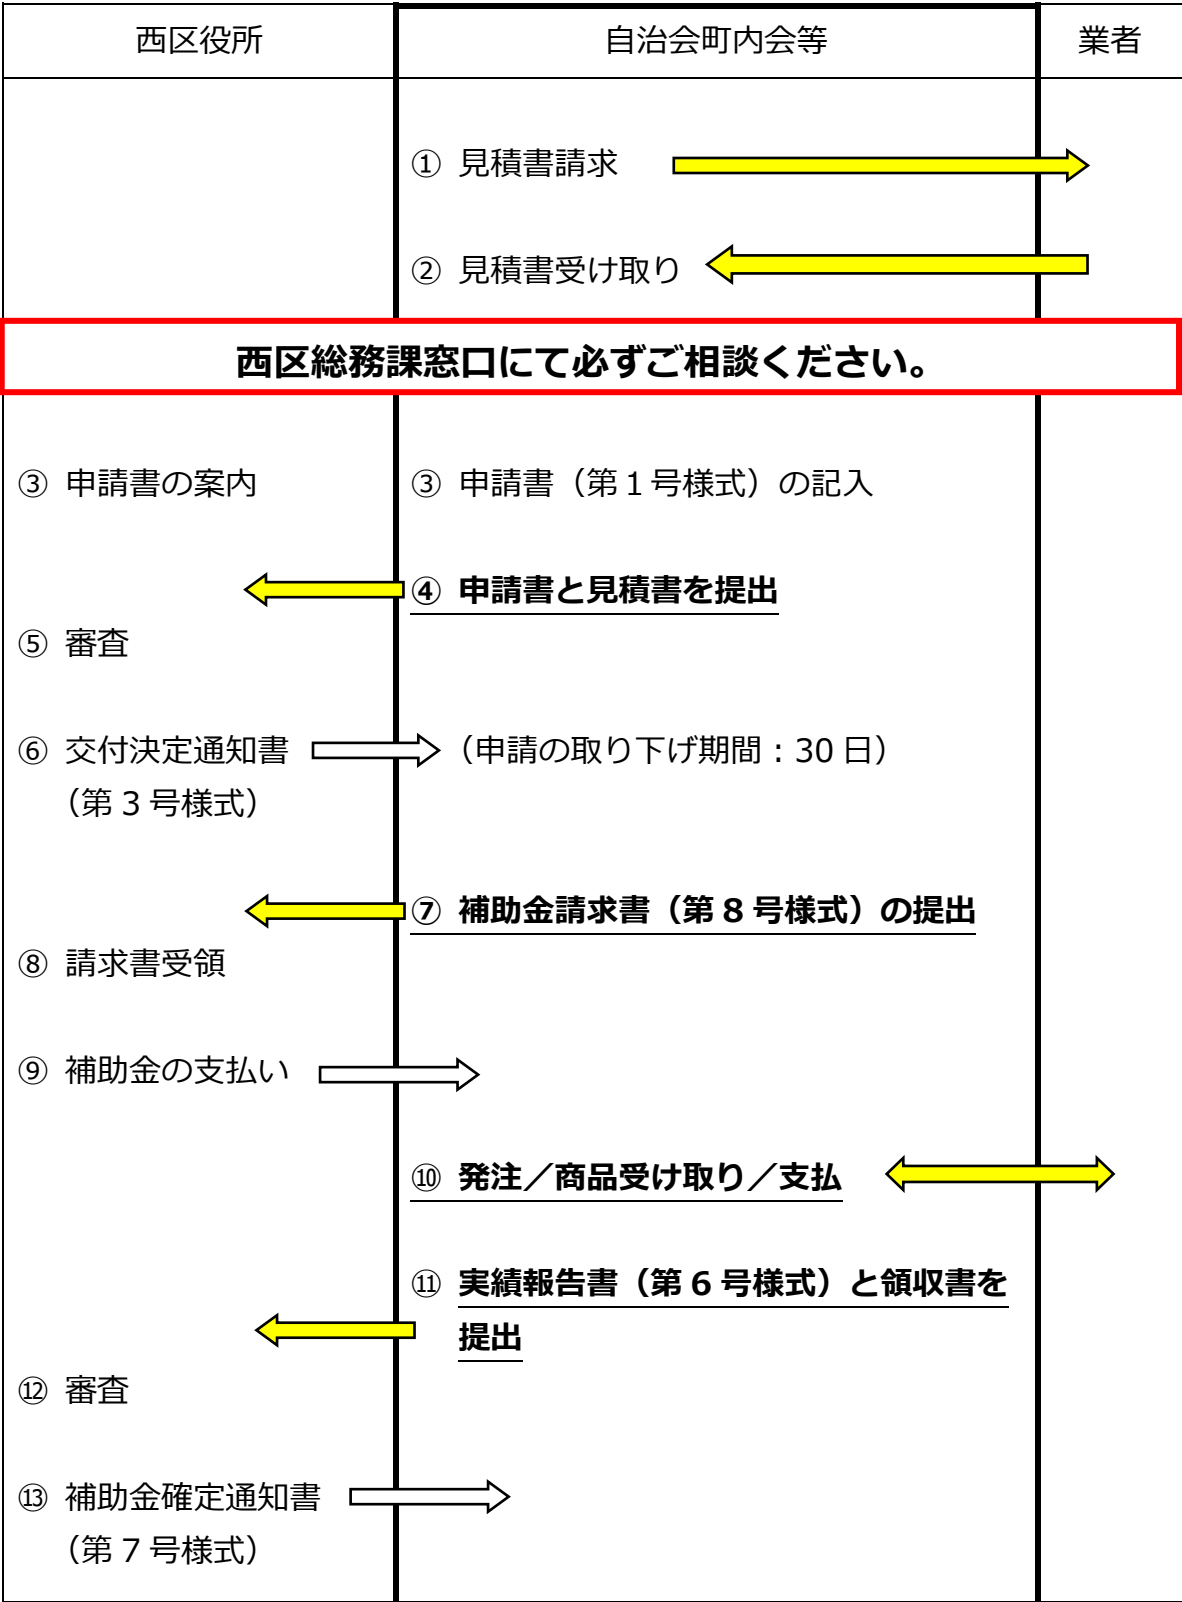 西区役所 自治会町内会等 業者
① 見積書請求
② 見積書受け取り
西区総務課窓口にて必ずご相談ください。
③ 申請書の案内 ③ 申請書（第１号様式）の記入
④ 申請書と見積書を提出
⑤ 審査
⑥ 交付決定通知書 （申請の取り下げ期間：30 日）
（第 3 号様式）
⑦ 補助金請求書（第 8 号様式）の提出
⑧ 請求書受領
⑨ 補助金の支払い
⑩ 発注／商品受け取り／支払
⑪ 実績報告書（第 6 号様式）と領収書を
提出
⑫ 審査
⑬ 補助金確定通知書
（第 7 号様式）